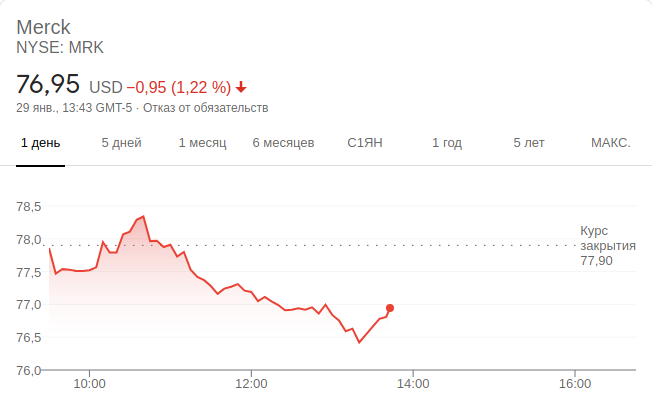 Merck
NYSE: MRK
76,95 USD −0,95 (1,22 %)
29 янв., 13:43 GMT-5 · Отказ от обязательств
1 день 5 дней 1 месяц 6 месяцев С1ЯН 1 год 5 лет МАКС.
78,5
78,0
77,5
77,0
76,5
76,0
Курс
закрытия
77,90
10:00 12:00 14:00 16:00